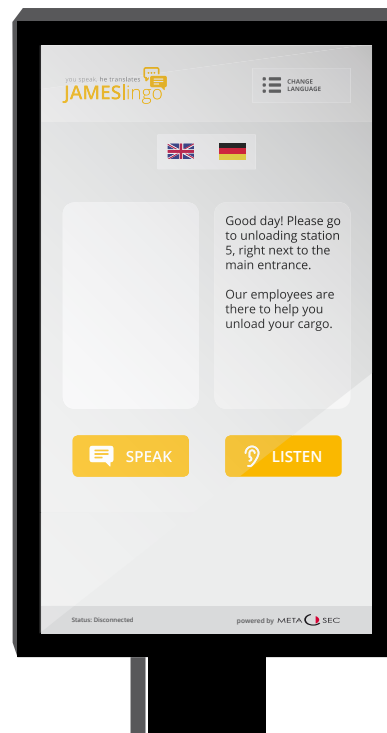 you speak. he translates
JAMESlingo
CHANGE
LANGUAGE
Good day! Please go
to unloading station
5, right next to the
main entrance.
Our employees are
there to help you
unload your cargo.
SPEAK
LISTEN
Status: Disconnected
powered by META SEC